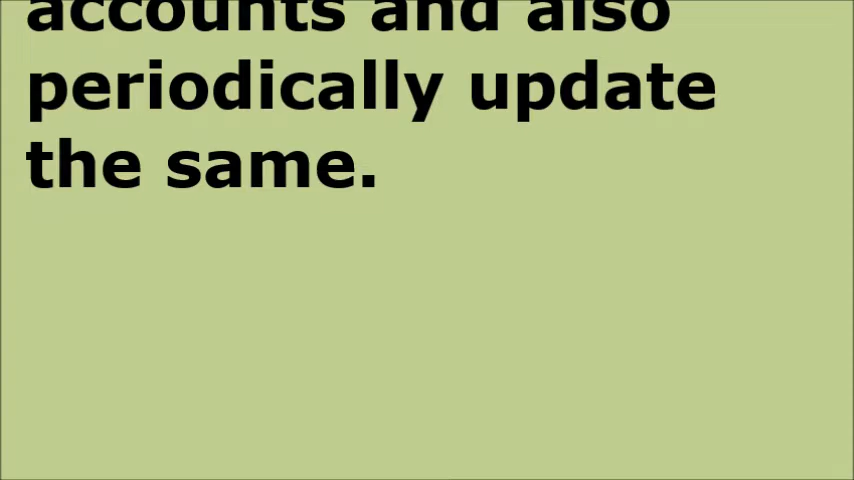 accounts and also
periodically update
the same.